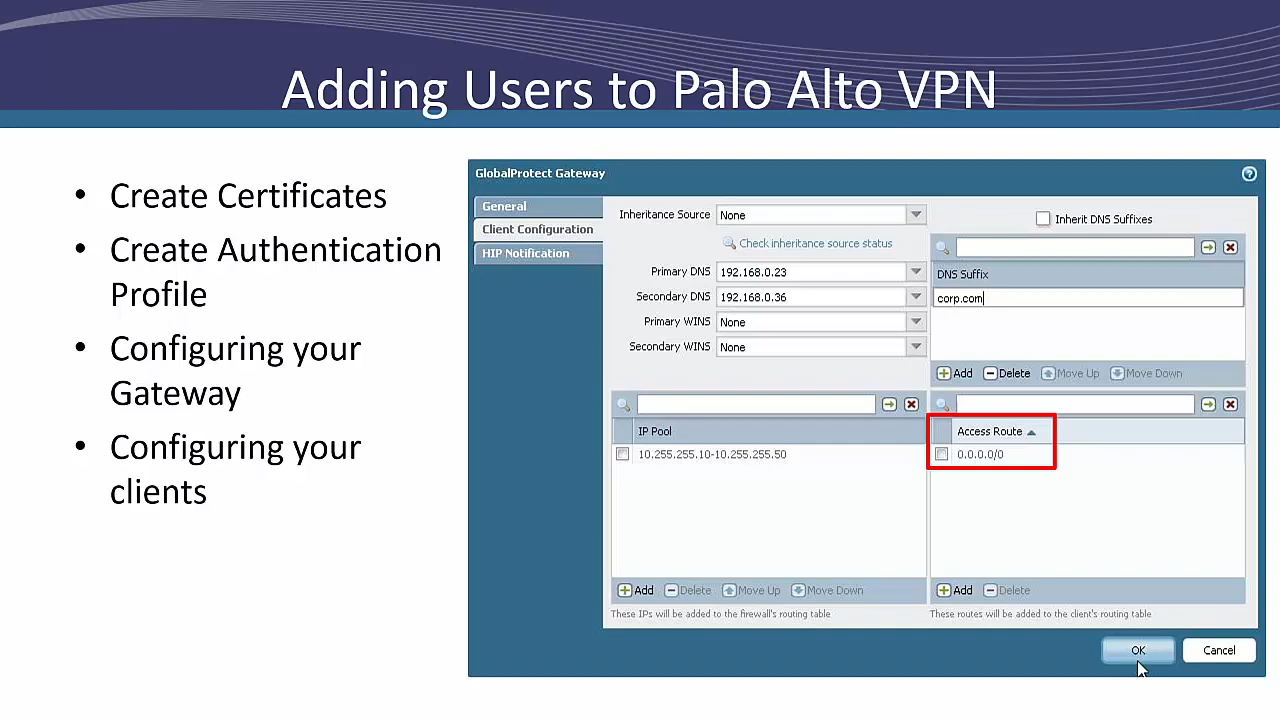 Adding Users to Palo Alto VPN
• Create Certificates
• Create Authentication
Profile
• Configuring your
Gateway
• Configuring your
clients
GlobalProtect Gateway
General
Client Configuration
HIP Notification
Inheritance Source None
Check inheritance source status
Primary DNS 192.168.0.23
Secondary DNS 192.168.0.36
Primary WINS None
Secondary WINS None
Inherit DNS Suffixes
DNS Suffix
corp.com
Add Delete Move Up Move Down
IP Pool
10.255.255.10-10.255.255.50
Add Delete Move Up Move Down
These IPs will be added to the firewall's routing table
Access Route
0.0.0.0/0
Add Delete
These routes will be added to the client's routing table
OK Cancel